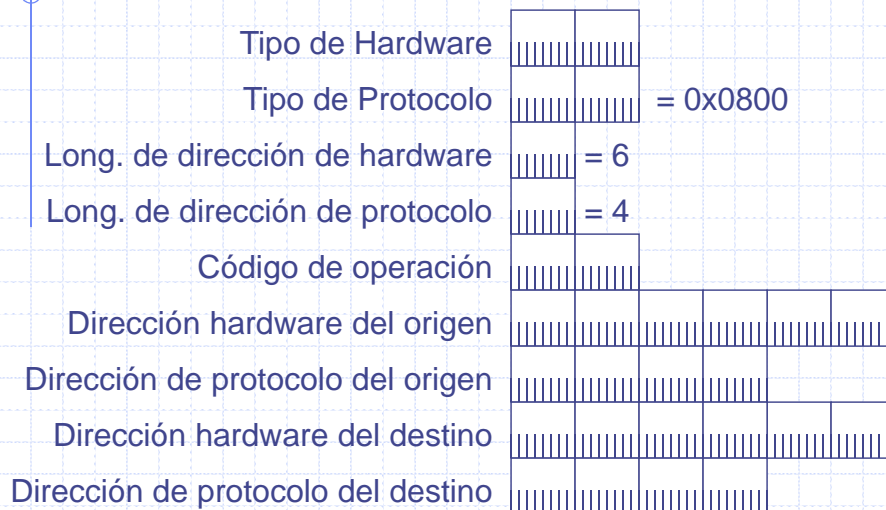 Tipo de Hardware
Tipo de Protocolo = 0x0800
Long. de dirección de hardware = 6
Long. de dirección de protocolo = 4
Código de operación
Dirección hardware del origen
Dirección de protocolo del origen
Dirección hardware del destino
Dirección de protocolo del destino